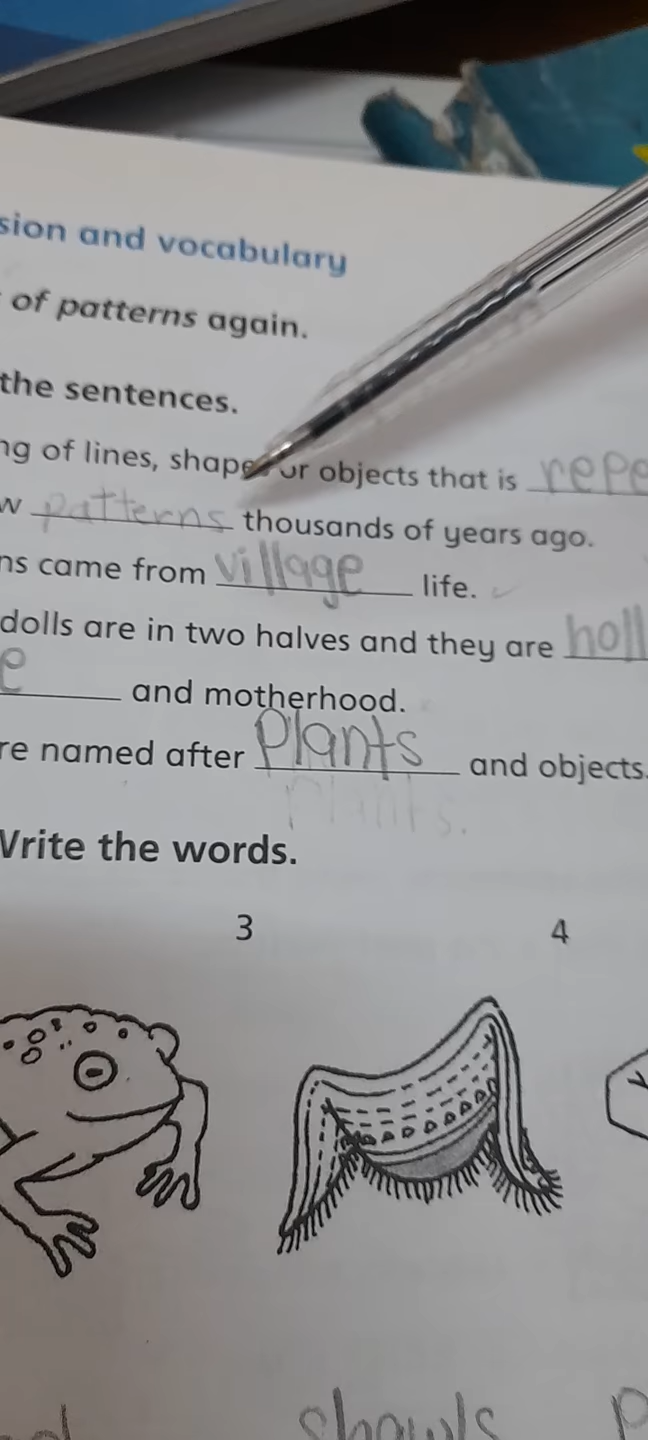 sion and vocabulary
of patterns again.
the sentences.
ng of lines, shape or objects that is repe
w patterns thousands of years ago.
ns came from village life.
dolls are in two halves and they are holl
e and motherhood.
re named after plants and objects.
plants.
Write the words.
3 4
shawls p